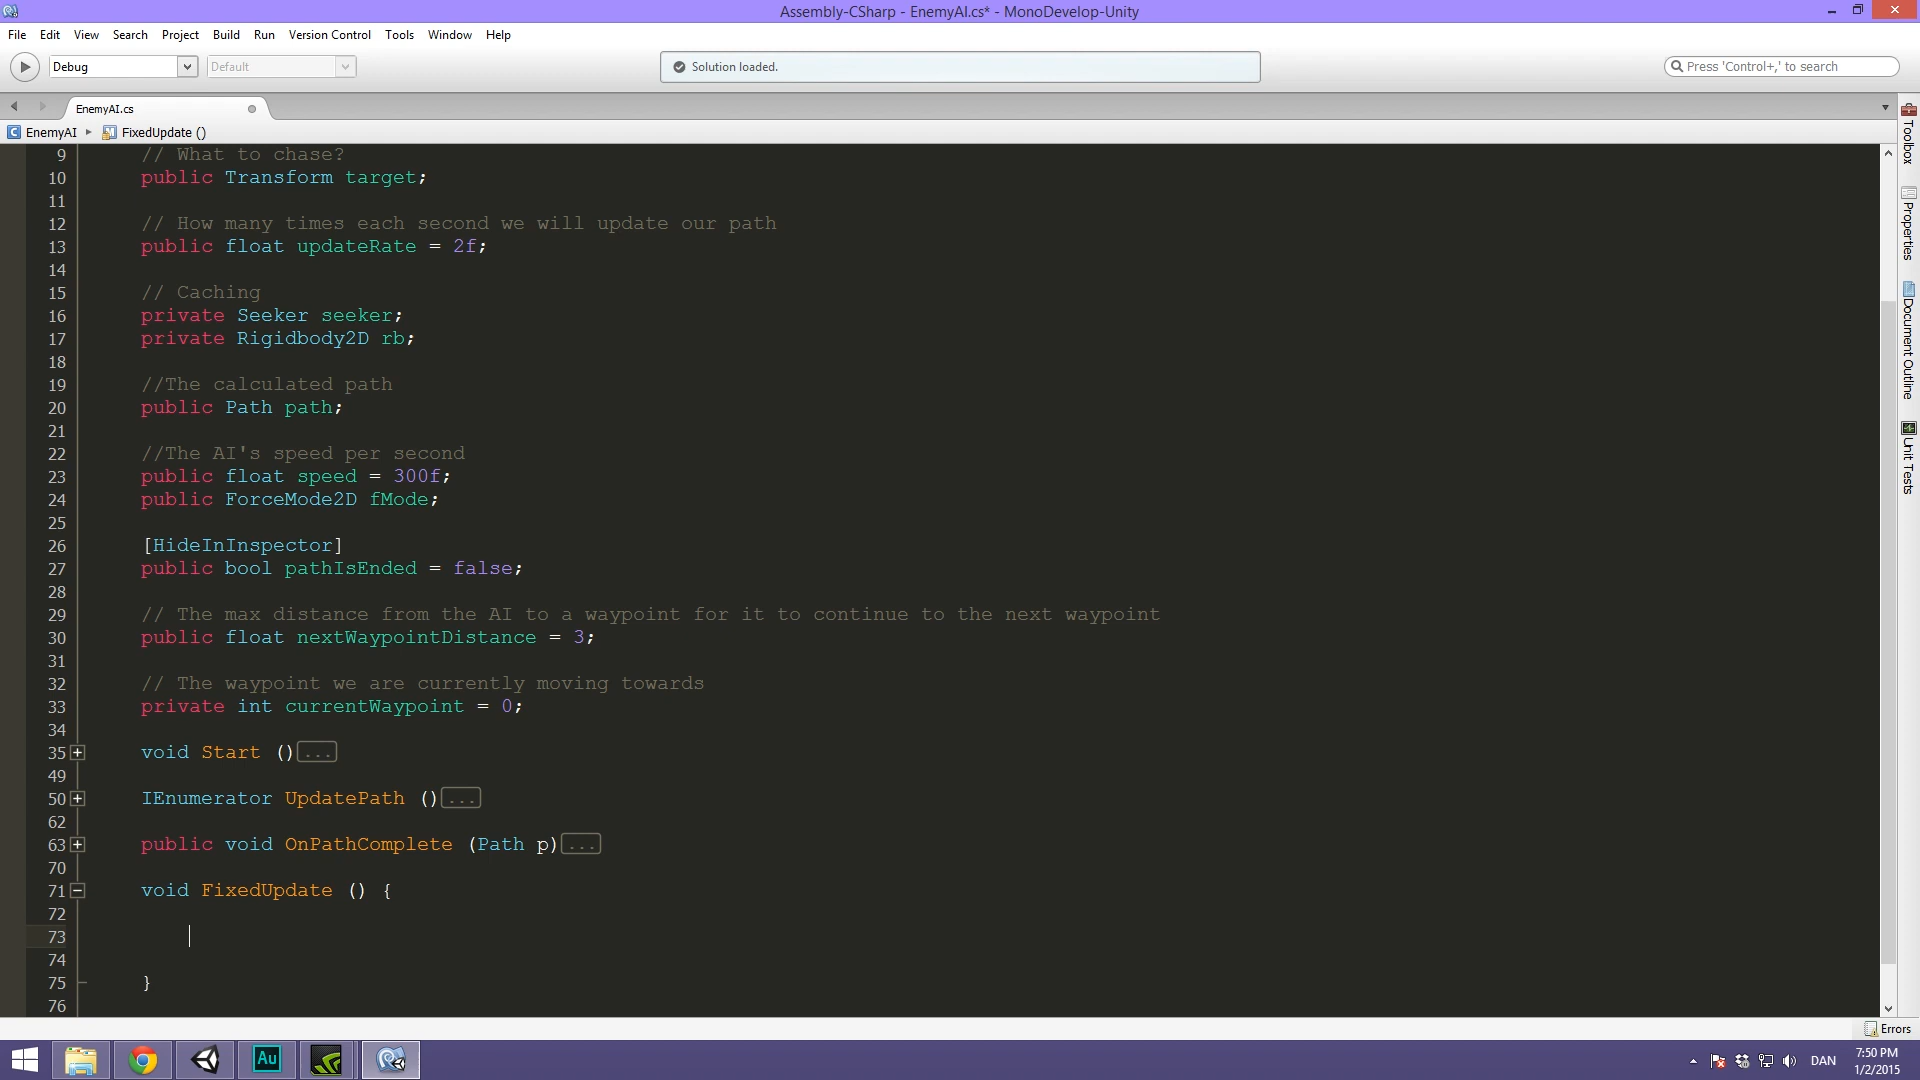 Assembly-CSharp - EnemyAI.cs* - MonoDevelop-Unity
File Edit View Search Project Build Run Version Control Tools Window Help
Debug Default Solution loaded. Press 'Control+,' to search
EnemyAI.cs
EnemyAI FixedUpdate ()
9 // What to chase?
10 public Transform target;
11
12 // How many times each second we will update our path
13 public float updateRate = 2f;
14
15 // Caching
16 private Seeker seeker;
17 private Rigidbody2D rb;
18
19 //The calculated path
20 public Path path;
21
22 //The AI's speed per second
23 public float speed = 300f;
24 public ForceMode2D fMode;
25
26 [HideInInspector]
27 public bool pathIsEnded = false;
28
29 // The max distance from the AI to a waypoint for it to continue to the next waypoint
30 public float nextWaypointDistance = 3;
31
32 // The waypoint we are currently moving towards
33 private int currentWaypoint = 0;
34
35 void Start ()...
49
50 IEnumerator UpdatePath ()...
62
63 public void OnPathComplete (Path p)...
70
71 void FixedUpdate () {
72
73
74
75 }
76
Toolbox
Properties
Document Outline
Unit Tests
Errors
Au
DAN
7:50 PM
1/2/2015